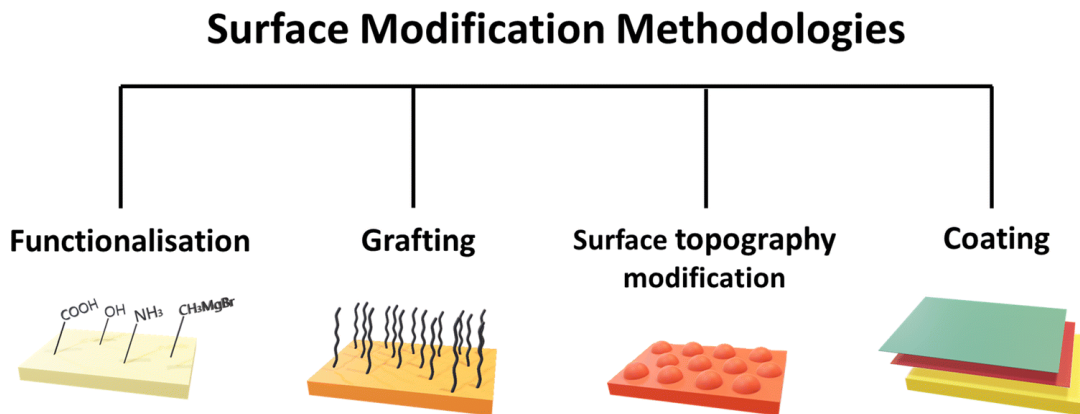 Surface Modification Methodologies
Functionalisation
Grafting
Surface topography
modification
Coating
COOH
OH
NH₃
CH₃MgBr